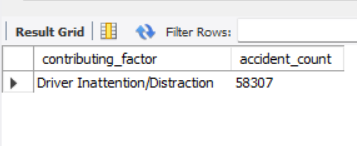 Result Grid Filter Rows:
contributing_factor accident_count
Driver Inattention/Distraction 58307